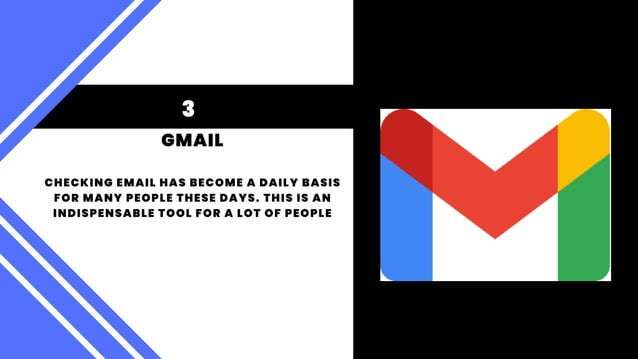 3
GMAIL
CHECKING EMAIL HAS BECOME A DAILY BASIS
FOR MANY PEOPLE THESE DAYS. THIS IS AN
INDISPENSABLE TOOL FOR A LOT OF PEOPLE